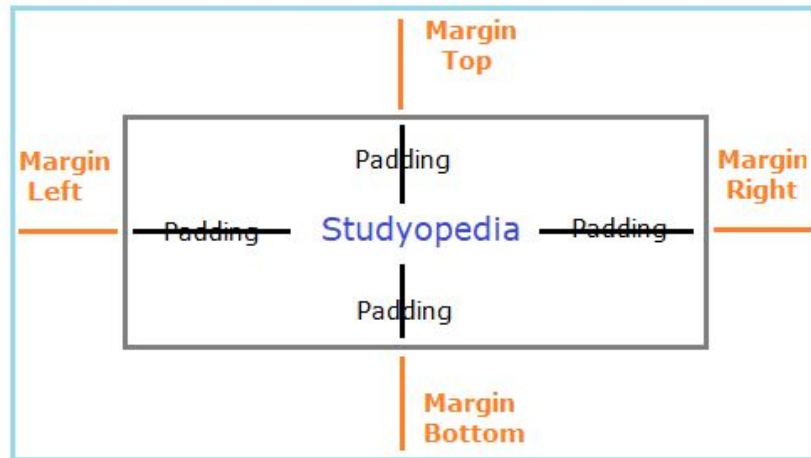 Margin
Top
Padding
Margin
Left
Margin
Right
Padding
Studyopedia
Padding
Padding
Margin
Bottom